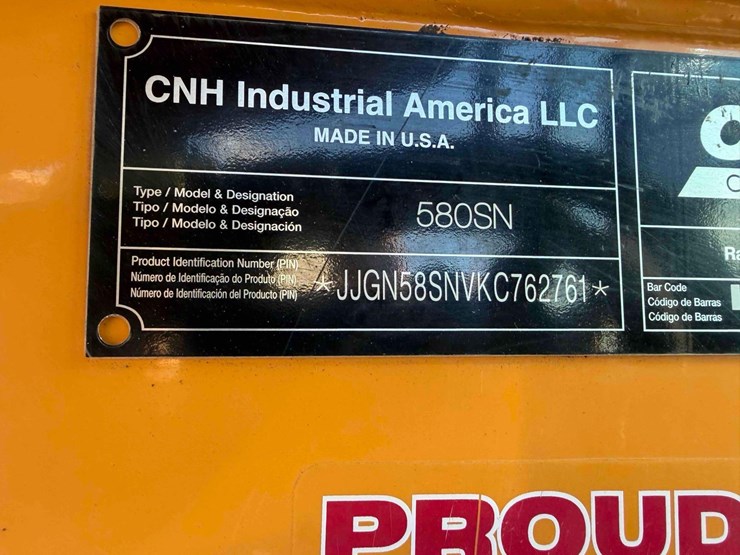 CNH Industrial America LLC
MADE IN U.S.A.
Type / Model & Designation
Tipo / Modelo & Designação
Tipo / Modelo & Designación
580SN
Product Identification Number (PIN)
Número de Identificação do Produto (PIN)
Número de Identificación del Producto (PIN)
*JJGN58SNVKC762761*
Bar Code
Código de Barras
Código de Barras
PROUD